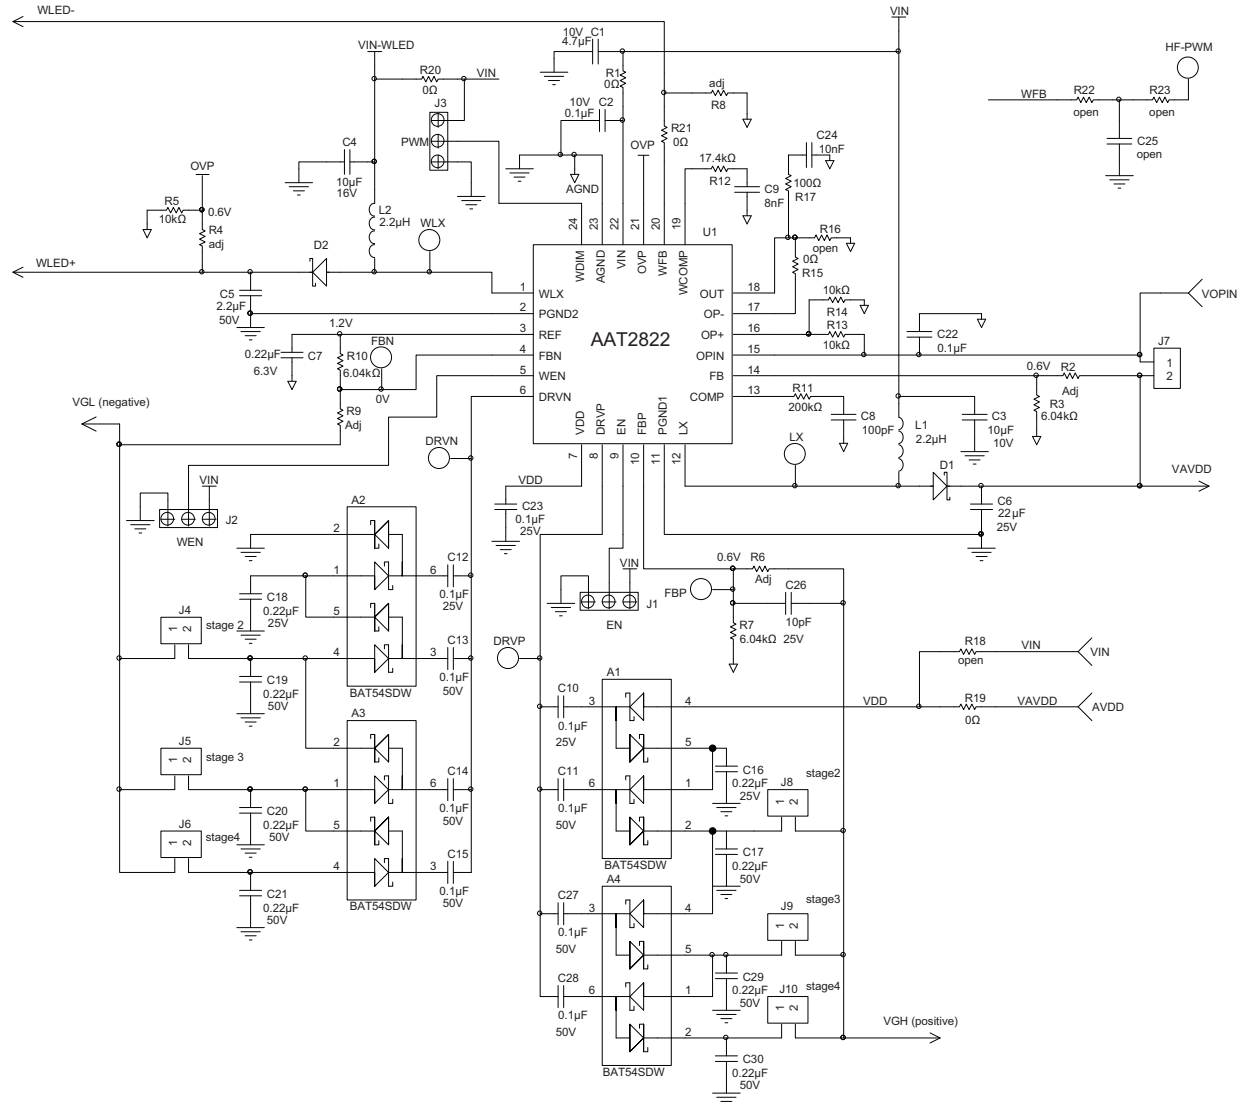 WLED-
VIN
VIN-WLED
HF-PWM
R20
0Ω
VIN
J3
PWM
10V
4.7µF
C1
R1
0Ω
10V
0.1µF
C2
AGND
adj
R8
R21
0Ω
OVP
C24
10nF
WFB
R22
open
R23
open
C25
open
C4
10µF
16V
OVP
R5
10kΩ
0.6V
R4
adj
L2
2.2µH
WLX
17.4kΩ
R12
C9
8nF
100Ω
R17
R16
open
0Ω
R15
WLED+
D2
C5
2.2µF
50V
24
23
22
21
20
19
U1
WDIM
AGND
VIN
OVP
WFB
WCOMP
AAT2822
1
WLX
2
PGND2
3
REF
4
FBN
5
WEN
6
DRVN
OUT
18
OP-
17
OP+
16
OPIN
15
FB
14
COMP
13
VDD
DRVP
EN
FBP
PGND1
LX
7
8
9
10
11
12
10kΩ
R14
R13
10kΩ
C22
0.1µF
VOPIN
J7
1
2
0.6V
R2
Adj
R3
6.04kΩ
R11
200kΩ
C8
100pF
L1
2.2µH
C3
10µF
10V
LX
D1
VAVDD
C6
22µF
25V
1.2V
0.22µF
C7
6.3V
R10
6.04kΩ
FBN
0V
R9
Adj
VGL (negative)
DRVN
VIN
J2
WEN
VDD
C23
0.1µF
25V
A2
2
1
6
5
4
3
BAT54SDW
C12
0.1µF
25V
C13
0.1µF
50V
C18
0.22µF
25V
J4
1 2
stage 2
C19
0.22µF
50V
A3
2
1
6
5
4
3
BAT54SDW
J5
1 2
stage 3
C20
0.22µF
50V
J6
1 2
stage4
C21
0.22µF
50V
C14
0.1µF
50V
C15
0.1µF
50V
VIN
J1
EN
0.6V
R6
Adj
FBP
C26
10pF
25V
R7
6.04kΩ
DRVP
A1
3
4
5
6
1
2
BAT54SDW
C10
0.1µF
25V
C11
0.1µF
50V
VDD
R18
open
VIN
VIN
R19
0Ω
VAVDD
AVDD
C16
0.22µF
25V
J8
1 2
stage2
C17
0.22µF
50V
A4
3
4
5
6
1
2
BAT54SDW
C27
0.1µF
50V
C28
0.1µF
50V
J9
1 2
stage3
C29
0.22µF
50V
J10
1 2
stage4
C30
0.22µF
50V
VGH (positive)